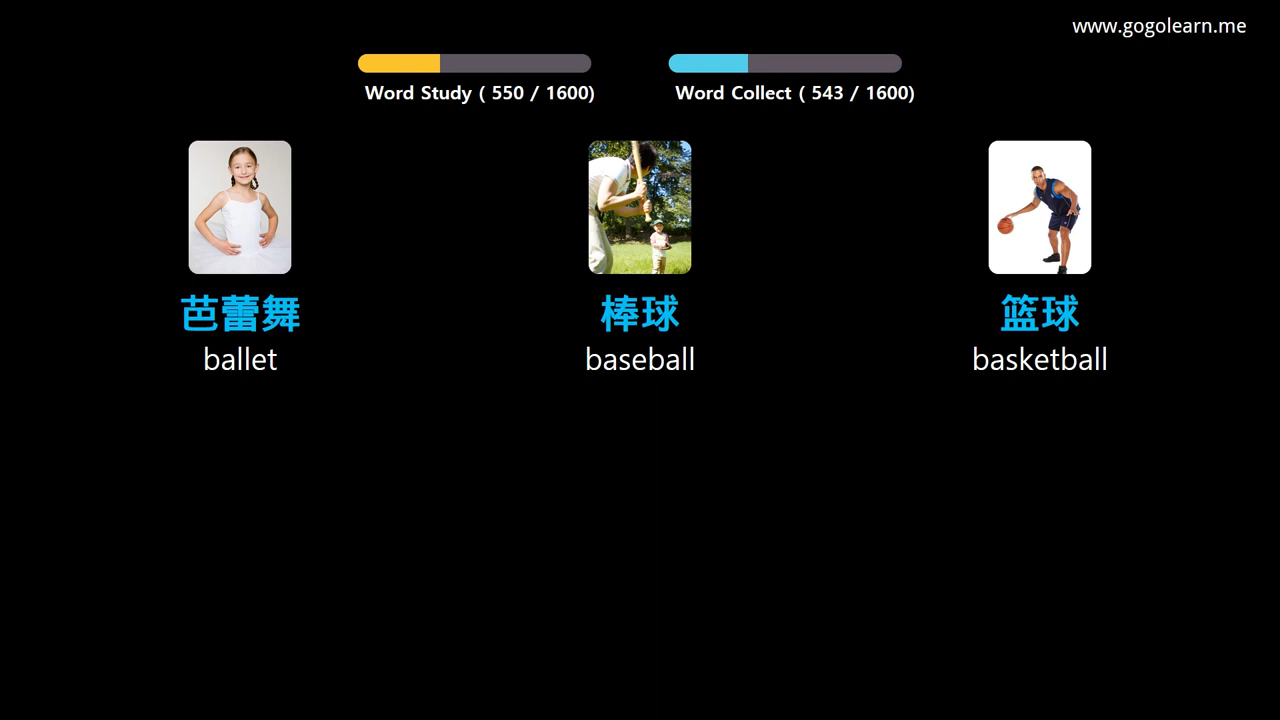 www.gogolearn.me
Word Study ( 550 / 1600)
Word Collect ( 543 / 1600)
芭蕾舞
棒球
篮球
ballet
baseball
basketball